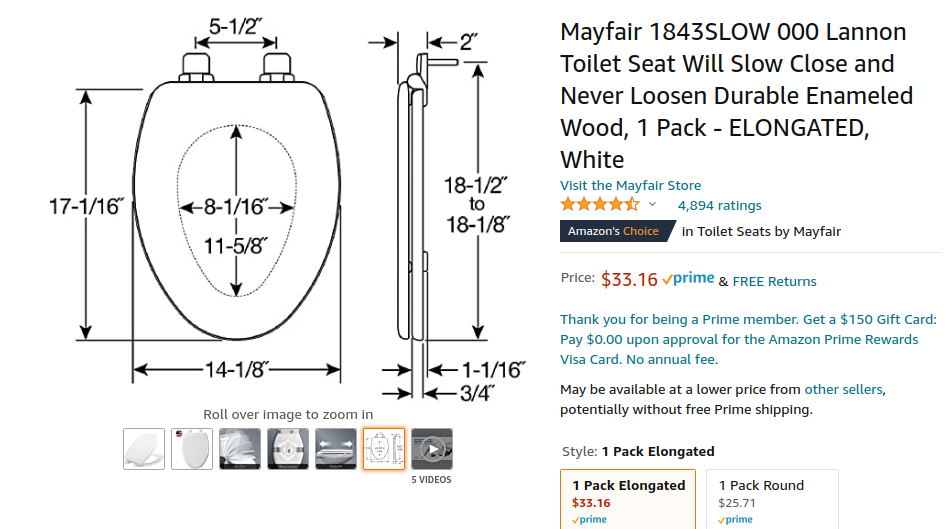 5-1/2"
2"
17-1/16"
8-1/16"
11-5/8"
18-1/2"
to
18-1/8"
14-1/8"
1-1/16"
3/4"
Roll over image to zoom in
5 VIDEOS
Mayfair 1843SLOW 000 Lannon
Toilet Seat Will Slow Close and
Never Loosen Durable Enameled
Wood, 1 Pack - ELONGATED,
White
Visit the Mayfair Store
4,894 ratings
Amazon's Choice in Toilet Seats by Mayfair
Price: $33.16 prime & FREE Returns
Thank you for being a Prime member. Get a $150 Gift Card:
Pay $0.00 upon approval for the Amazon Prime Rewards
Visa Card. No annual fee.
May be available at a lower price from other sellers,
potentially without free Prime shipping.
Style: 1 Pack Elongated
1 Pack Elongated
$33.16
prime
1 Pack Round
$25.71
prime